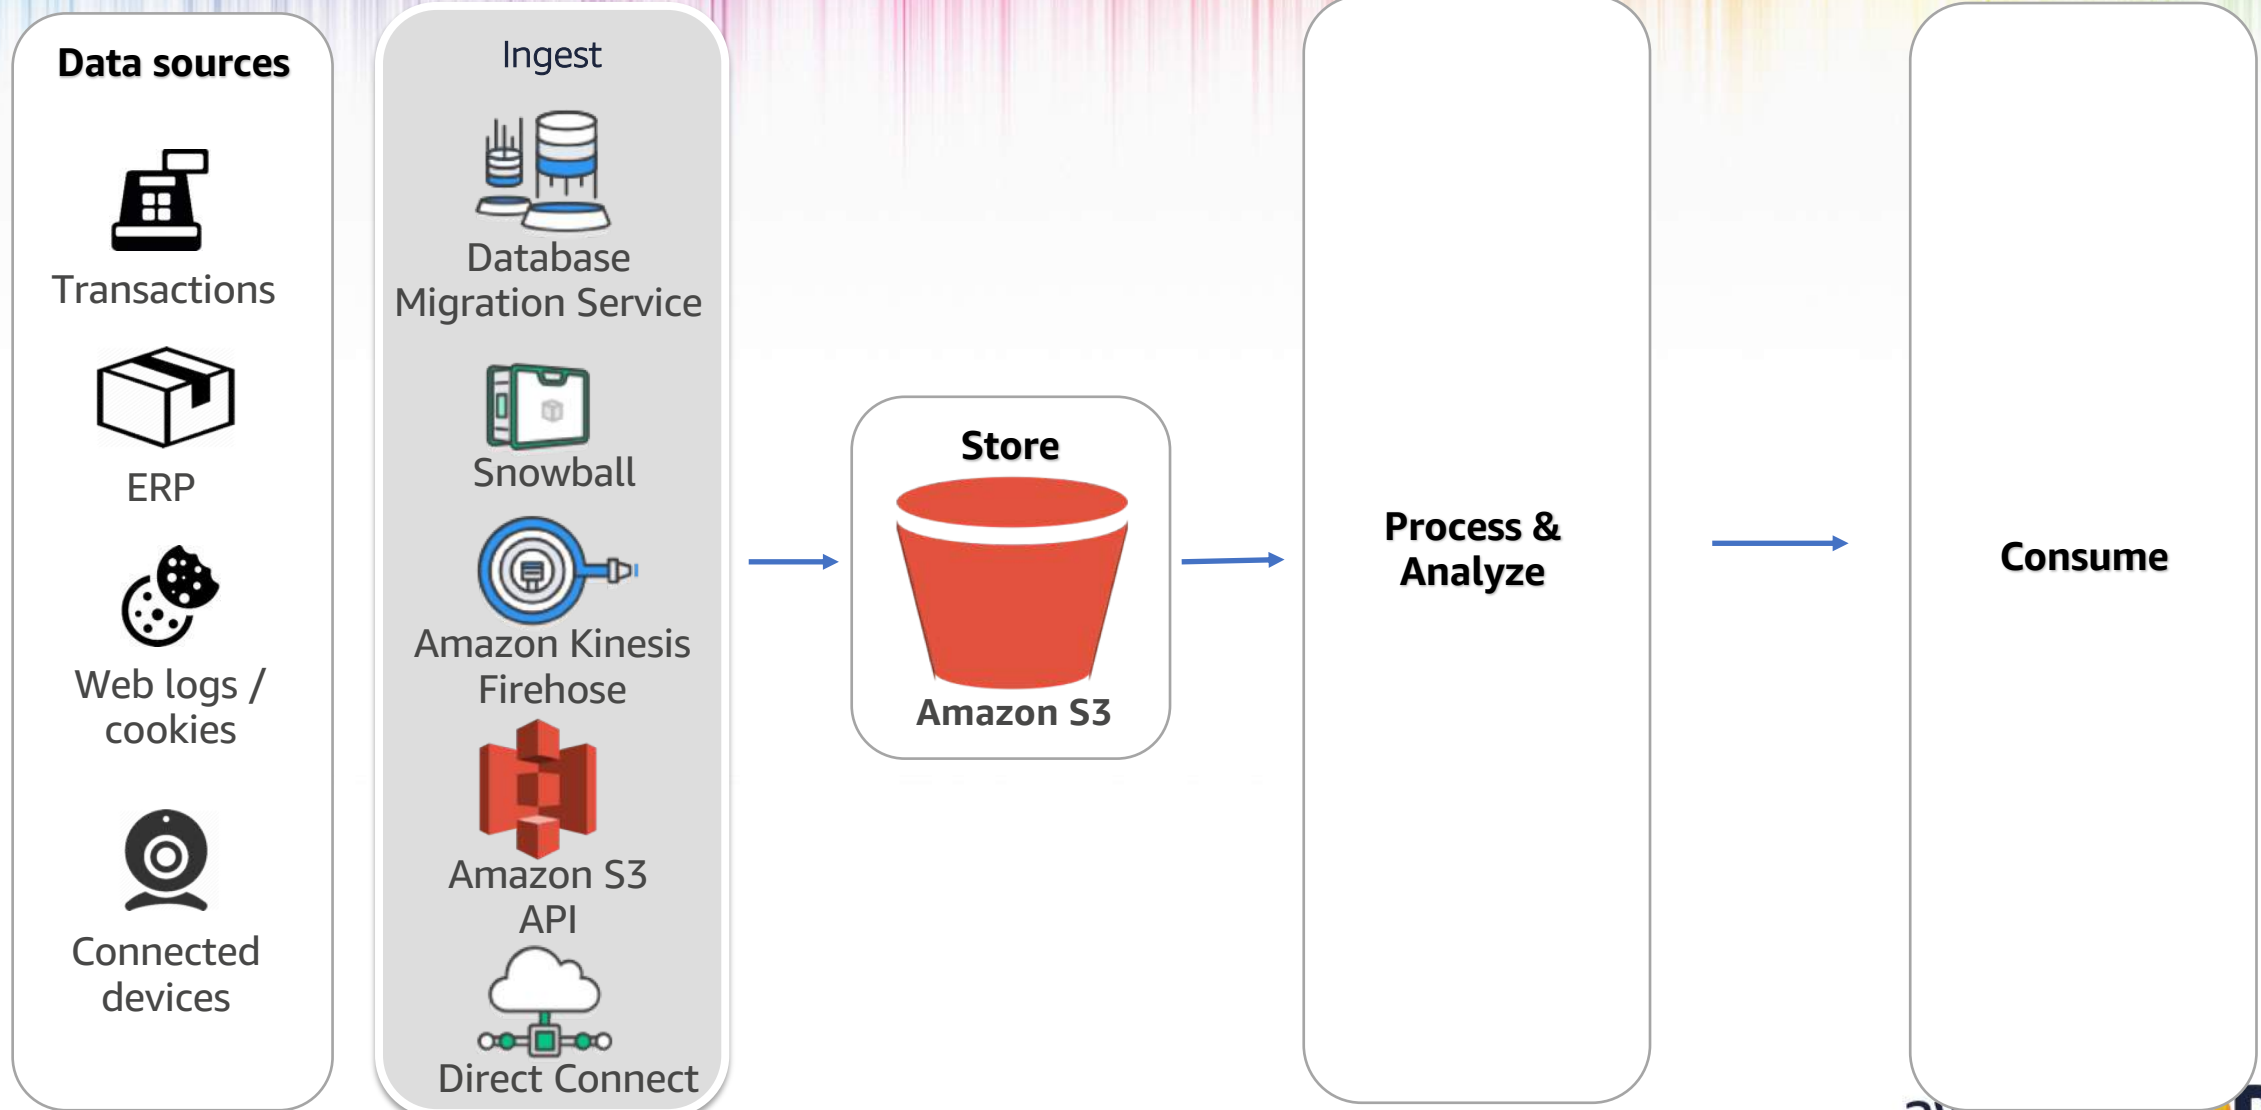 Data sources
Transactions
ERP
Web logs /
cookies
Connected
devices
Ingest
Database
Migration Service
Snowball
Amazon Kinesis
Firehose
Amazon S3
API
Direct Connect
Store
Amazon S3
Process &
Analyze
Consume